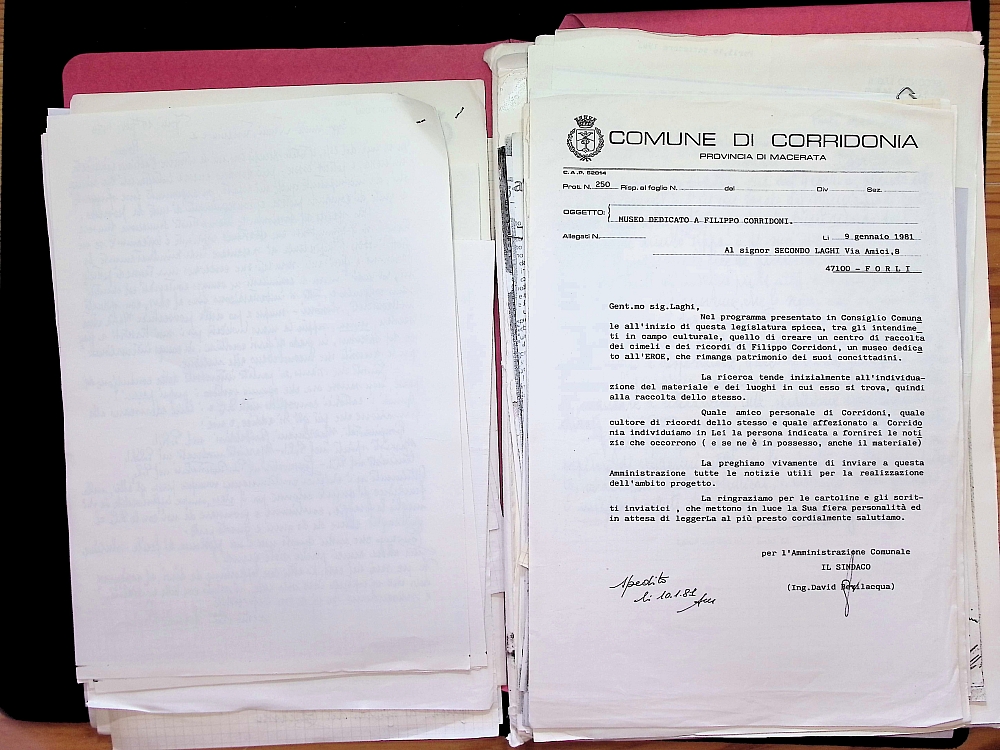 COMUNE DI CORRIDONIA
PROVINCIA DI MACERATA
C.A.P. 62014
Prot. N. 250 Risp. al foglio N. del Div Sez.
OGGETTO:
MUSEO DEDICATO A FILIPPO CORRIDONI.
Allegati N. Li 9 gennaio 1981
Al signor SECONDO LAGHI Via Amici,8
47100 - F O R L I
Gent.mo sig.Laghi,
Nel programma presentato in Consiglio Comuna
le all'inizio di questa legislatura spicca, tra gli intendime_
ti in campo culturale, quello di creare un centro di raccolta
dei cimeli e dei ricordi di Filippo Corridoni, un museo dedica
to all'EROE, che rimanga patrimonio dei suoi concittadini.
La ricerca tende inizialmente all'individua-
zione del materiale e dei luoghi in cui esso si trova, quindi
alla raccolta dello stesso.
Quale amico personale di Corridoni, quale
cultore di ricordi dello stesso e quale affezionato a Corrido
nia individuiamo in Lei la persona indicata a fornirci le noti
zie che occorrono ( e se ne è in possesso, anche il materiale)
La preghiamo vivamente di inviare a questa
Amministrazione tutte le notizie utili per la realizzazione
dell'ambito progetto.
La ringraziamo per le cartoline e gli scrit-
ti inviatici , che mettono in luce la Sua fiera personalità ed
in attesa di leggerLa al più presto cordialmente salutiamo.
per l'Amministrazione Comunale
IL SINDACO
(Ing.David Bevilacqua)
spedito
li 10.1.81